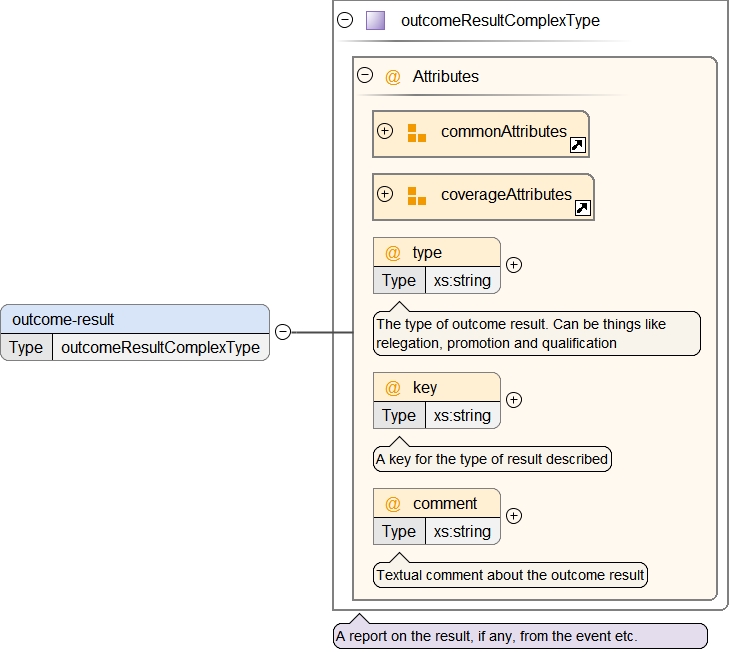 outcomeResultComplexType
@ Attributes
commonAttributes
coverageAttributes
@ type
Type xs:string
The type of outcome result. Can be things like
relegation, promotion and qualification
outcome-result
Type outcomeResultComplexType
@ key
Type xs:string
A key for the type of result described
@ comment
Type xs:string
Textual comment about the outcome result
A report on the result, if any, from the event etc.